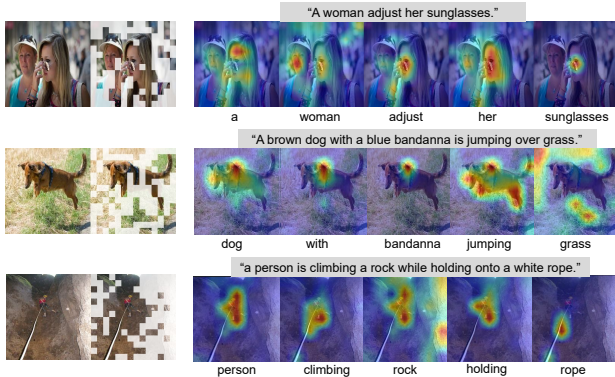 “A woman adjust her sunglasses.”
a woman adjust her sunglasses
“A brown dog with a blue bandanna is jumping over grass.”
dog with bandanna jumping grass
“a person is climbing a rock while holding onto a white rope.”
person climbing rock holding rope